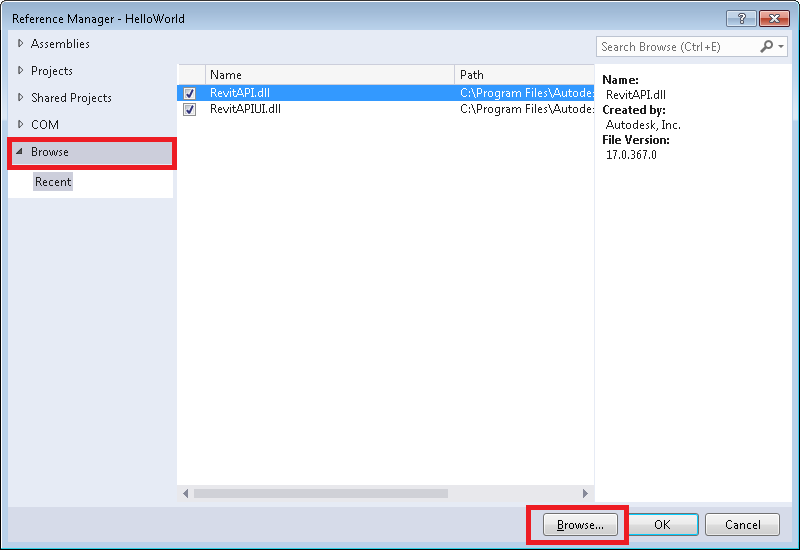 Reference Manager - HelloWorld
Assemblies
Projects
Shared Projects
COM
Browse
Recent
Name Path
RevitAPI.dll C:\Program Files\Autodes
RevitAPIUI.dll C:\Program Files\Autodes
Search Browse (Ctrl+E)
Name:
RevitAPI.dll
Created by:
Autodesk, Inc.
File Version:
17.0.367.0
Browse... OK Cancel